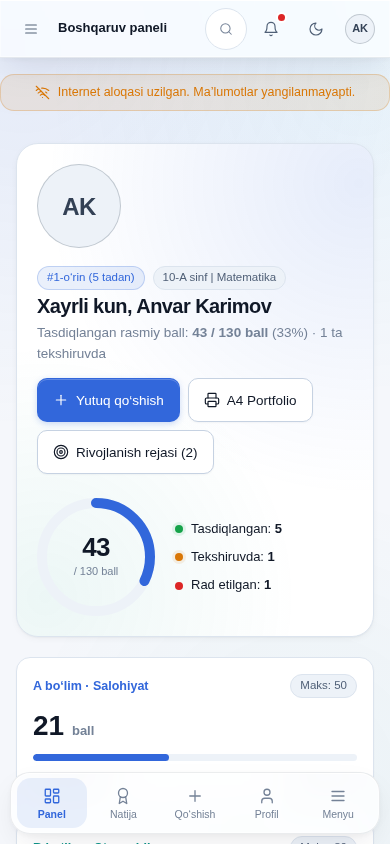 Boshqaruv paneli
AK
Internet aloqasi uzilgan. Ma’lumotlar yangilanmayapti.
AK
#1-o‘rin (5 tadan)
10-A sinf | Matematika
Xayrli kun, Anvar Karimov
Tasdiqlangan rasmiy ball: 43 / 130 ball (33%) · 1 ta
tekshiruvda
Yutuq qo‘shish
A4 Portfolio
Rivojlanish rejasi (2)
43
/ 130 ball
Tasdiqlangan: 5
Tekshiruvda: 1
Rad etilgan: 1
A bo‘lim · Salohiyat
Maks: 50
21 ball
Panel
Natija
Qo‘shish
Profil
Menyu